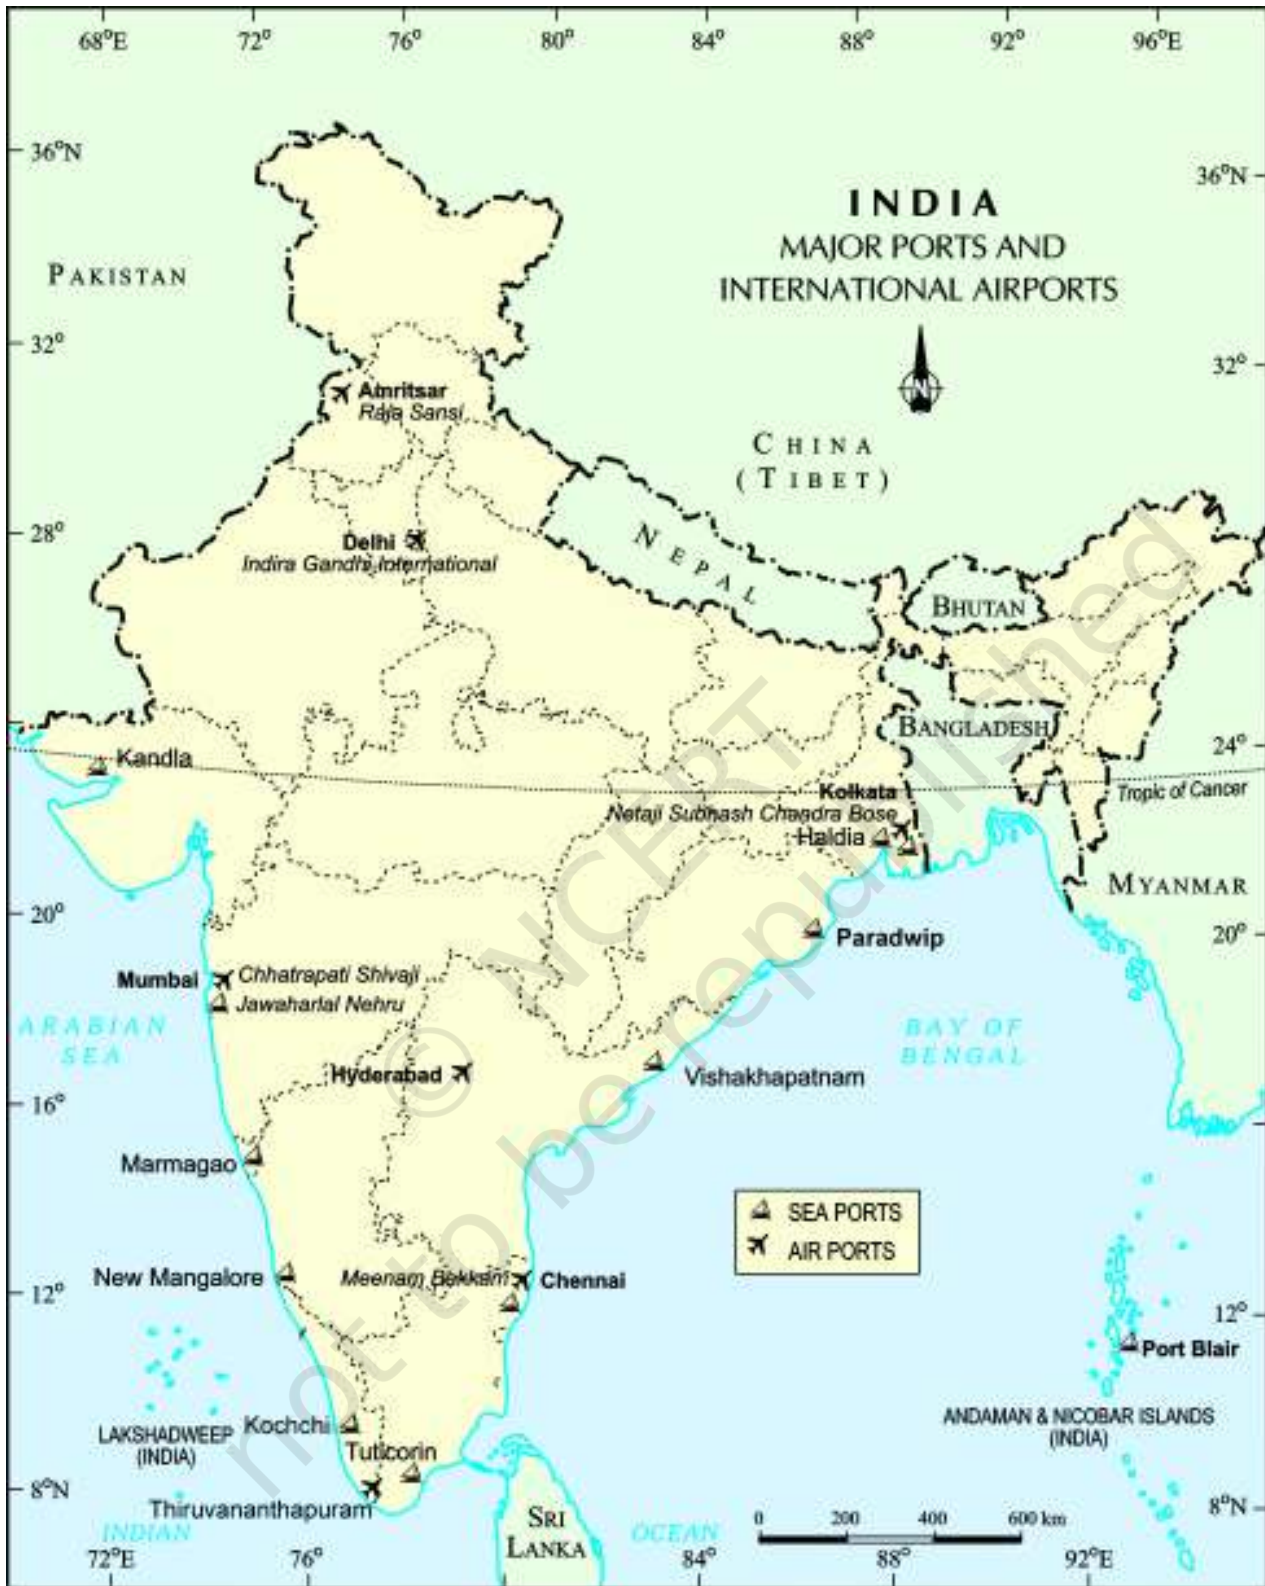 68°E 72° 76° 80° 84° 88° 92° 96°E
36°N
36°N
INDIA
MAJOR PORTS AND
INTERNATIONAL AIRPORTS
PAKISTAN
32°
32°
N
Amritsar
Raja Sansi
CHINA
(TIBET)
28°
Delhi
Indira Gandhi International
NEPAL
BHUTAN
BANGLADESH
24°
Kandla
Tropic of Cancer
Kolkata
Netaji Subhash Chandra Bose
Haldia
MYANMAR
20°
20°
Paradwip
Mumbai
Chhatrapati Shivaji
Jawaharlal Nehru
ARABIAN
SEA
BAY OF
BENGAL
Hyderabad
Vishakhapatnam
16°
Marmagao
SEA PORTS
AIR PORTS
New Mangalore
Meenam Bakkam
Chennai
12°
12°
Port Blair
Kochchi
LAKSHADWEEP
(INDIA)
ANDAMAN & NICOBAR ISLANDS
(INDIA)
Tuticorin
8°N
8°N
Thiruvananthapuram
INDIAN
OCEAN
SRI
LANKA
0 200 400 600 km
72°E 76° 84° 88° 92°E
© NCERT
not to be republished